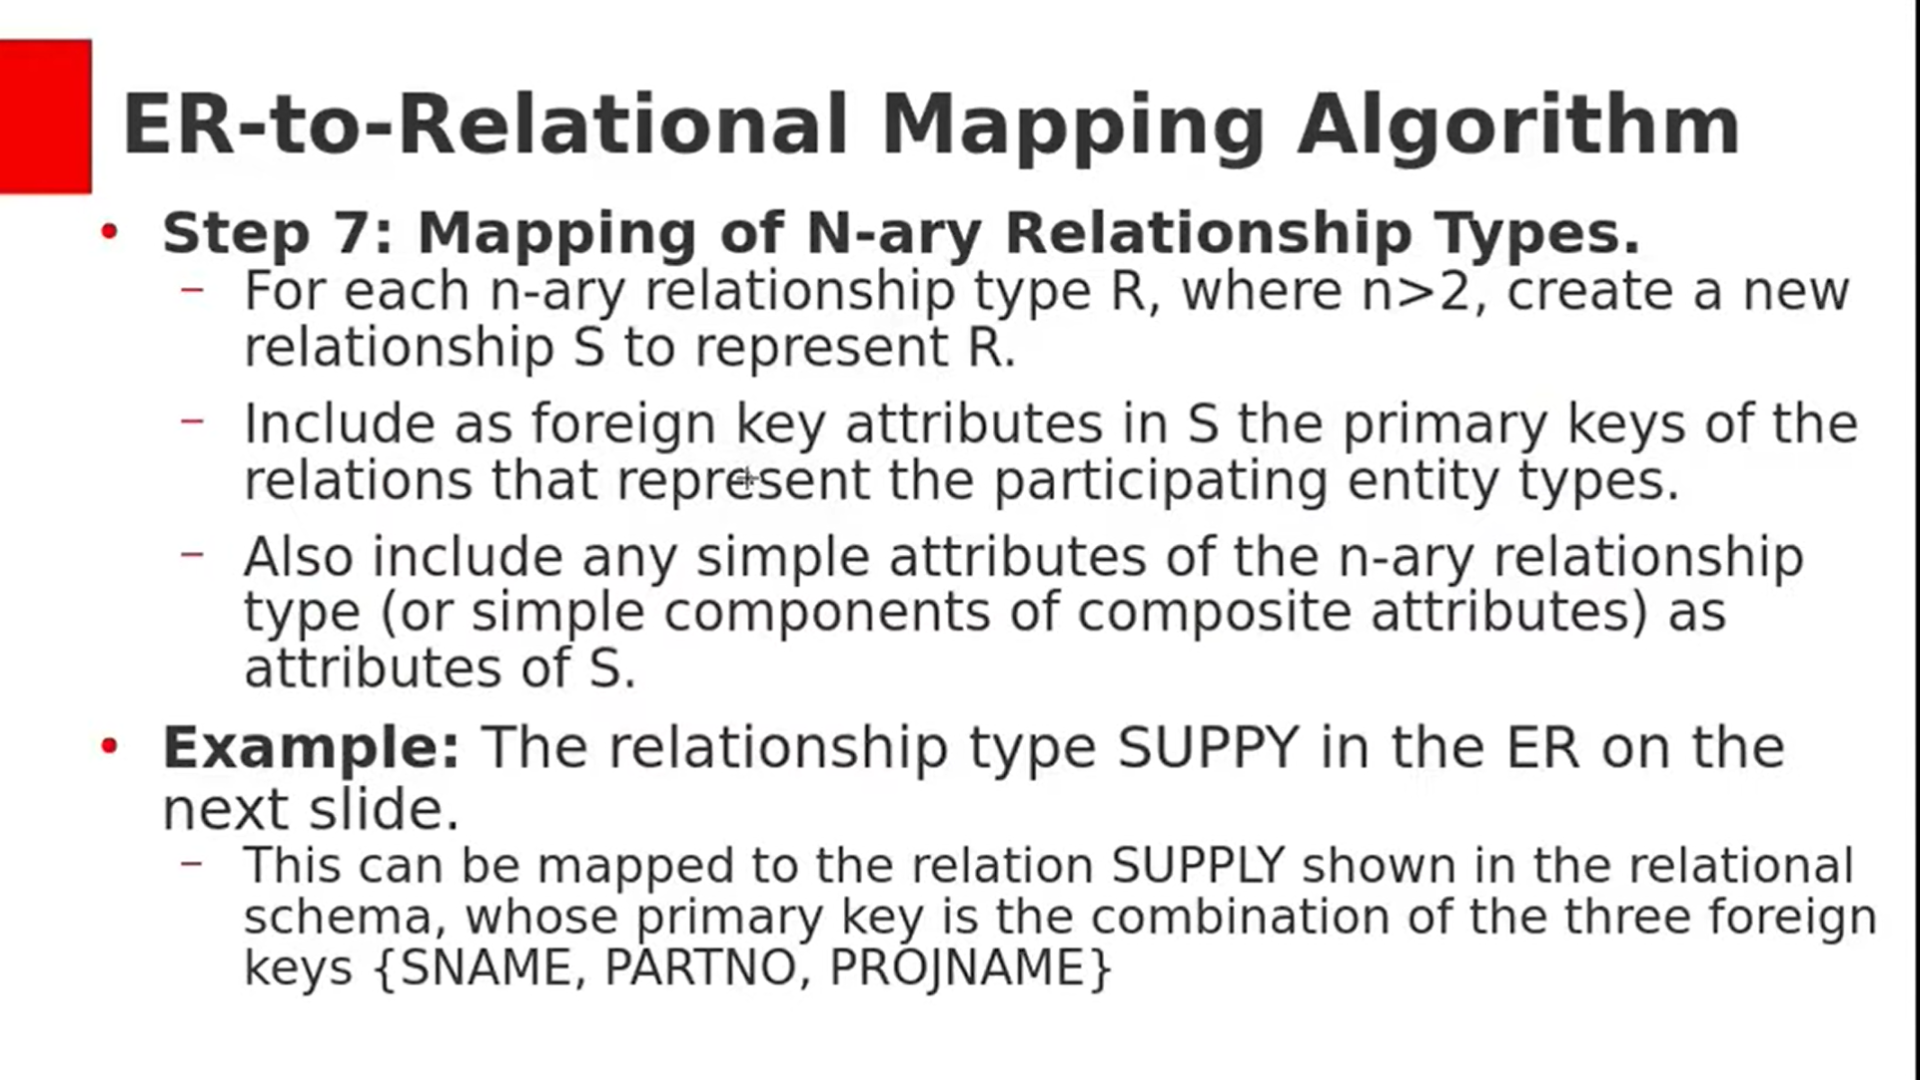 ER-to-Relational Mapping Algorithm
• Step 7: Mapping of N-ary Relationship Types.
– For each n-ary relationship type R, where n>2, create a new
relationship S to represent R.
– Include as foreign key attributes in S the primary keys of the
relations that represent the participating entity types.
– Also include any simple attributes of the n-ary relationship
type (or simple components of composite attributes) as
attributes of S.
• Example: The relationship type SUPPY in the ER on the
next slide.
– This can be mapped to the relation SUPPLY shown in the relational
schema, whose primary key is the combination of the three foreign
keys {SNAME, PARTNO, PROJNAME}